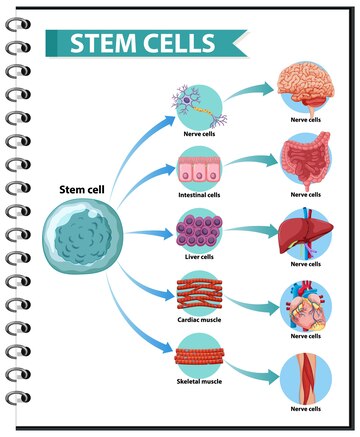 STEM CELLS
Nerve cells
Nerve cells
Stem cell
Intestinal cells
Nerve cells
Liver cells
Nerve cells
Cardiac muscle
Nerve cells
Skeletal muscle
Nerve cells